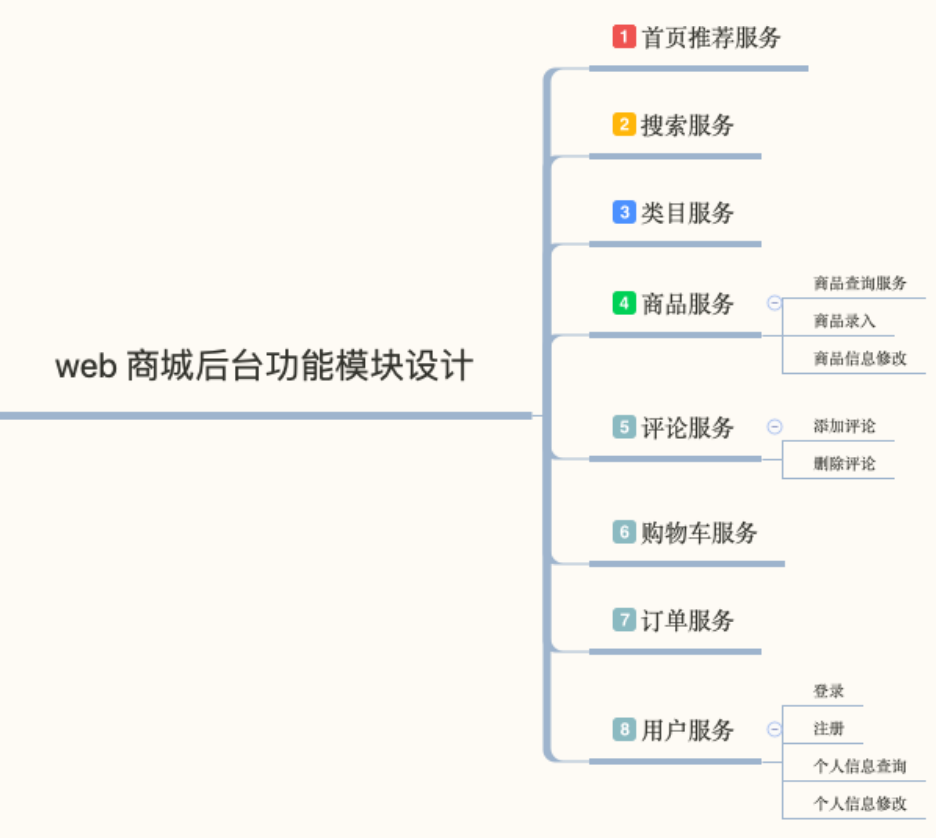 web 商城后台功能模块设计
1 首页推荐服务
2 搜索服务
3 类目服务
4 商品服务
商品查询服务
商品录入
商品信息修改
5 评论服务
添加评论
删除评论
6 购物车服务
7 订单服务
8 用户服务
登录
注册
个人信息查询
个人信息修改